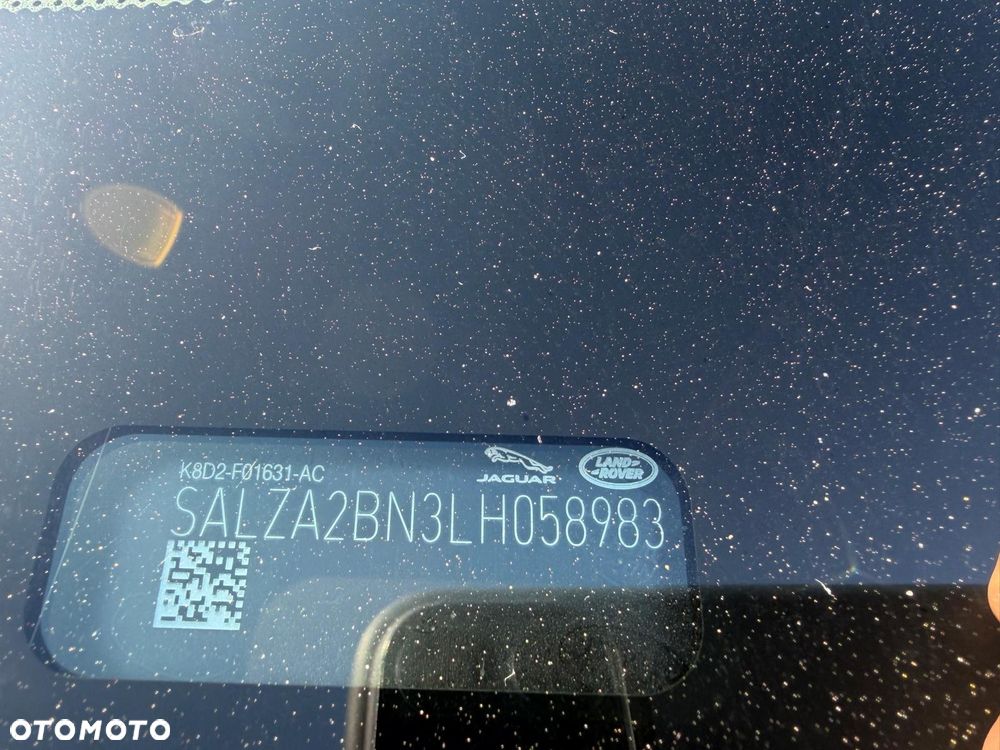 K8D2-F01631-AC
JAGUAR
LAND
ROVER
SALZA2BN3LH058983
OTOMOTO